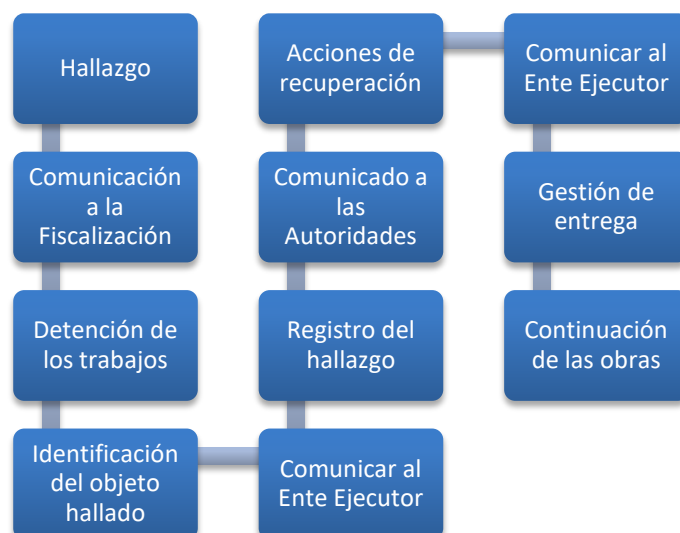 Hallazgo
Comunicación
a la
Fiscalización
Detención de
los trabajos
Identificación
del objeto
hallado
Comunicar al
Ente Ejecutor
Registro del
hallazgo
Comunicado a
las
Autoridades
Acciones de
recuperación
Comunicar al
Ente Ejecutor
Gestión de
entrega
Continuación
de las obras